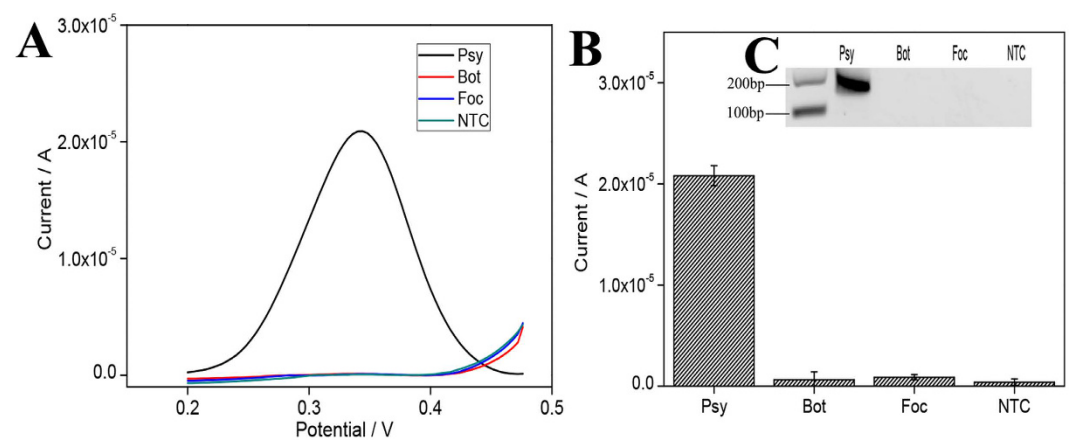 A
3.0x10⁻⁵
2.0x10⁻⁵
1.0x10⁻⁵
0.0
Current / A
0.2 0.3 0.4 0.5
Potential / V
Psy
Bot
Foc
NTC
B
3.0x10⁻⁵
2.0x10⁻⁵
1.0x10⁻⁵
0.0
Current / A
Psy Bot Foc NTC
C
Psy Bot Foc NTC
200bp
100bp